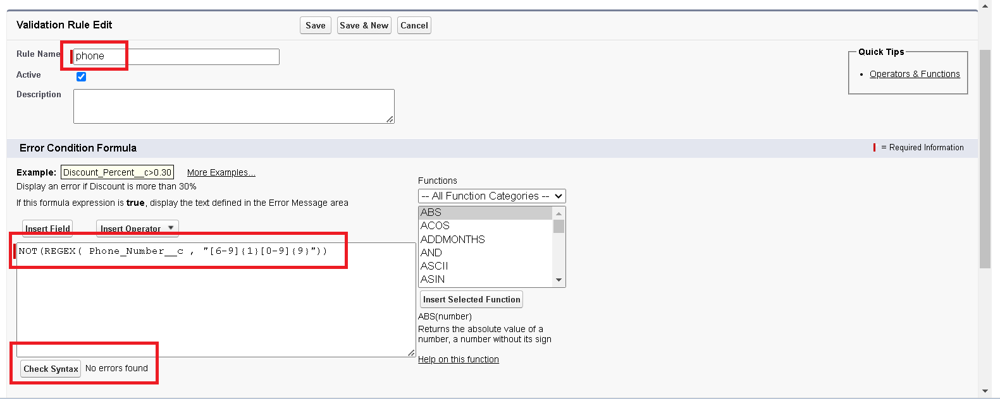 Validation Rule Edit
Save
Save & New
Cancel
Rule Name
phone
Quick Tips
• Operators & Functions
Active
Description
Error Condition Formula
= Required Information
Example:
Discount_Percent__c>0.30
More Examples...
Display an error if Discount is more than 30%
If this formula expression is true, display the text defined in the Error Message area
Insert Field
Insert Operator
NOT(REGEX( Phone_Number__c , "[6-9]{1}[0-9]{9}"))
Check Syntax
No errors found
Functions
-- All Function Categories --
ABS
ACOS
ADDMONTHS
AND
ASCII
ASIN
Insert Selected Function
ABS(number)
Returns the absolute value of a
number, a number without its sign
Help on this function